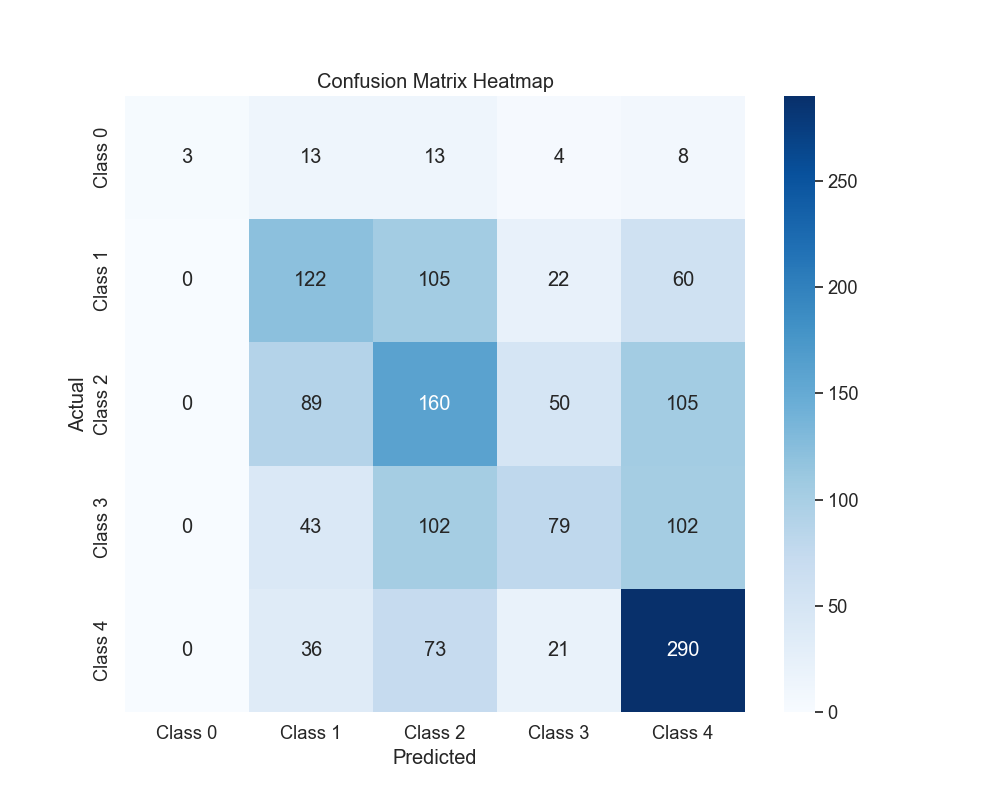 Confusion Matrix Heatmap
Class 0 3 13 13 4 8
Class 1 0 122 105 22 60
Class 2 0 89 160 50 105
Class 3 0 43 102 79 102
Class 4 0 36 73 21 290
Actual
Class 0 Class 1 Class 2 Class 3 Class 4
Predicted
250
200
150
100
50
0